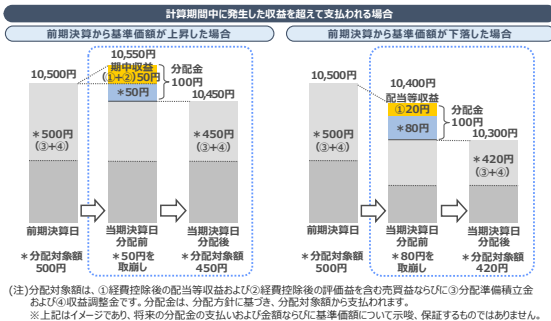 計算期間中に発生した収益を超えて支払われる場合
前期決算から基準価額が上昇した場合
10,500円
10,550円
期中収益
(①+②)50円
*50円
分配金
100円
10,450円
*500円
(③+④)
*450円
(③+④)
前期決算日
当期決算日
分配前
当期決算日
分配後
*分配対象額
500円
*50円を
取崩し
*分配対象額
450円
前期決算から基準価額が下落した場合
10,500円
10,400円
配当等収益
①20円
*80円
分配金
100円
10,300円
*500円
(③+④)
*420円
(③+④)
前期決算日
当期決算日
分配前
当期決算日
分配後
*分配対象額
500円
*80円を
取崩し
*分配対象額
420円
(注)分配対象額は、①経費控除後の配当等収益および②経費控除後の評価益を含む売買益ならびに③分配準備積立金
および④収益調整金です。分配金は、分配方針に基づき、分配対象額から支払われます。
※上記はイメージであり、将来の分配金の支払いおよび金額ならびに基準価額について示唆、保証するものではありません。